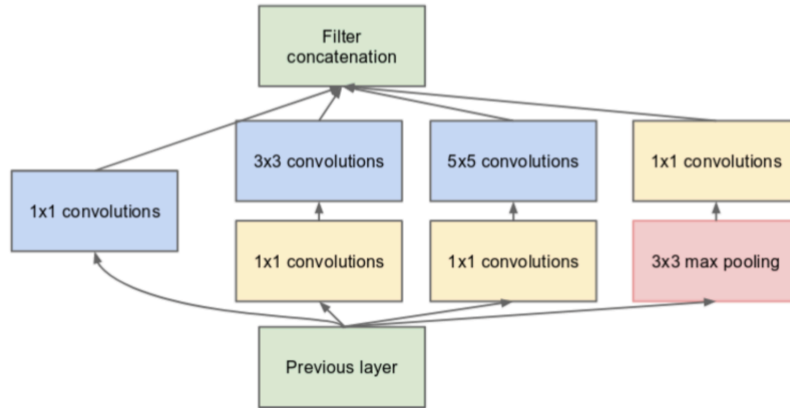 Filter
concatenation
3x3 convolutions
5x5 convolutions
1x1 convolutions
1x1 convolutions
1x1 convolutions
1x1 convolutions
3x3 max pooling
Previous layer